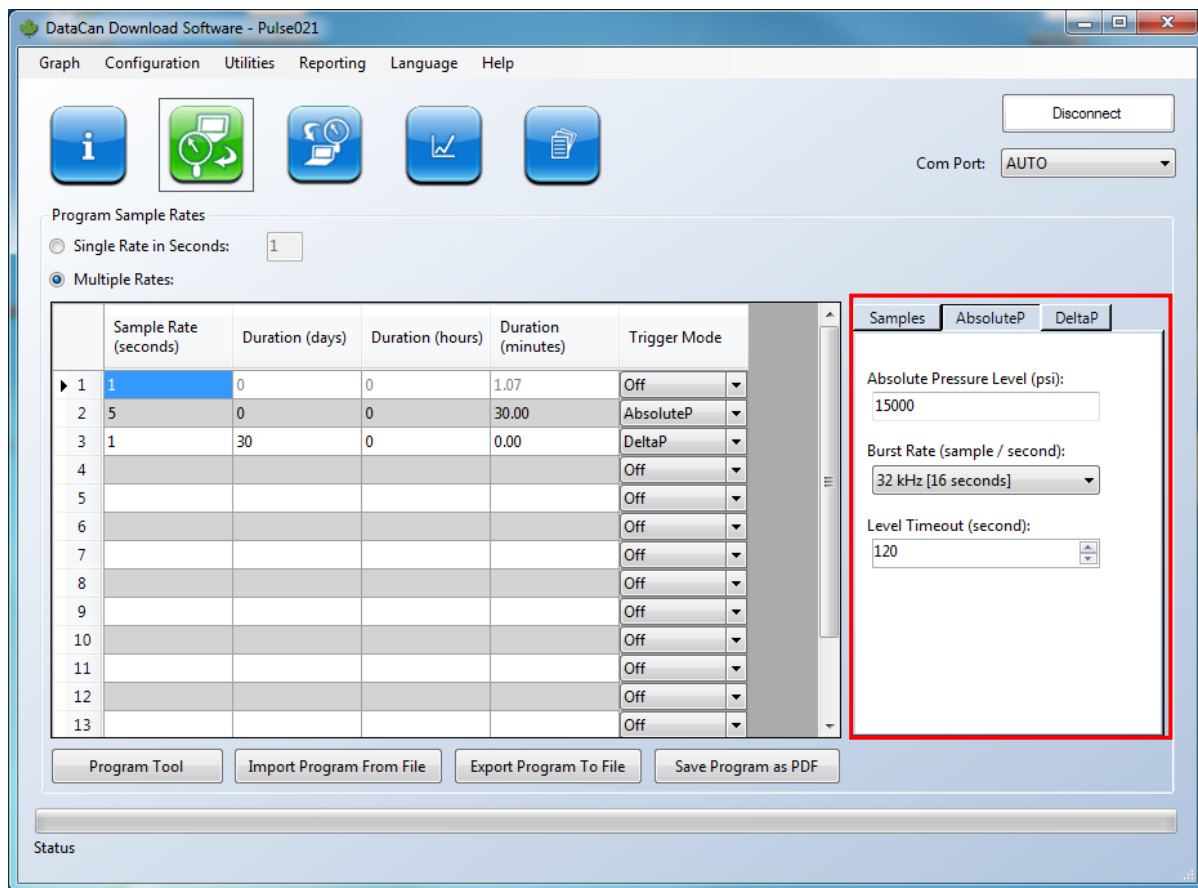 DataCan Download Software - Pulse021
Graph Configuration Utilities Reporting Language Help
i
Disconnect
Com Port: AUTO
Program Sample Rates
Single Rate in Seconds: 1
Multiple Rates:
Sample Rate (seconds) Duration (days) Duration (hours) Duration (minutes) Trigger Mode
1 1 0 0 1.07 Off
2 5 0 0 30.00 AbsoluteP
3 1 30 0 0.00 DeltaP
4 Off
5 Off
6 Off
7 Off
8 Off
9 Off
10 Off
11 Off
12 Off
13 Off
Samples AbsoluteP DeltaP
Absolute Pressure Level (psi):
15000
Burst Rate (sample / second):
32 kHz [16 seconds]
Level Timeout (second):
120
Program Tool Import Program From File Export Program To File Save Program as PDF
Status